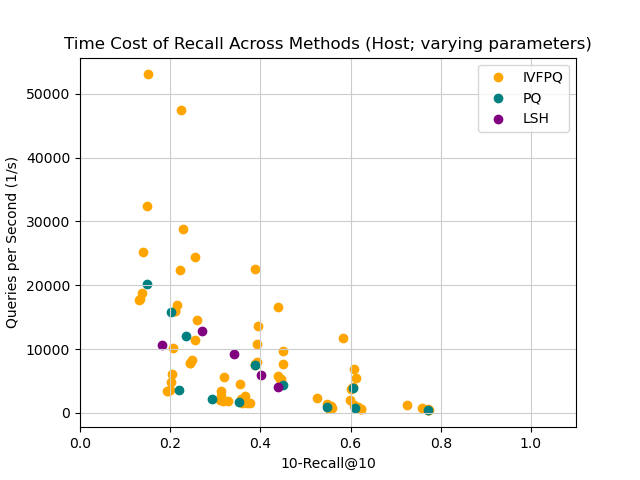 Time Cost of Recall Across Methods (Host; varying parameters)
IVFPQ
PQ
LSH
Queries per Second (1/s)
50000
40000
30000
20000
10000
0
0.0 0.2 0.4 0.6 0.8 1.0
10-Recall@10